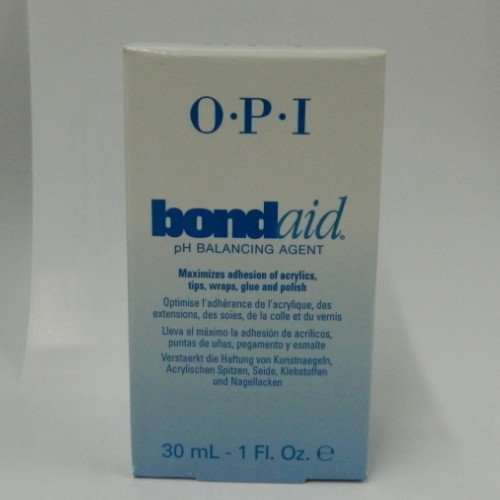 O·P·I
bondaid®
pH BALANCING AGENT
Maximizes adhesion of acrylics,
tips, wraps, glue and polish
Optimise l'adhérence de l'acrylique, des
extensions, des soies, de la colle et du vernis
Lleva al máximo la adhesión de acrílicos,
puntas de uñas, pegamento y esmalte
Verstaerkt die Haftung von Kunstnaegeln,
Acrylischen Spitzen, Seide, Klebstoffen
und Nagellacken
30 mL - 1 Fl. Oz. ℮